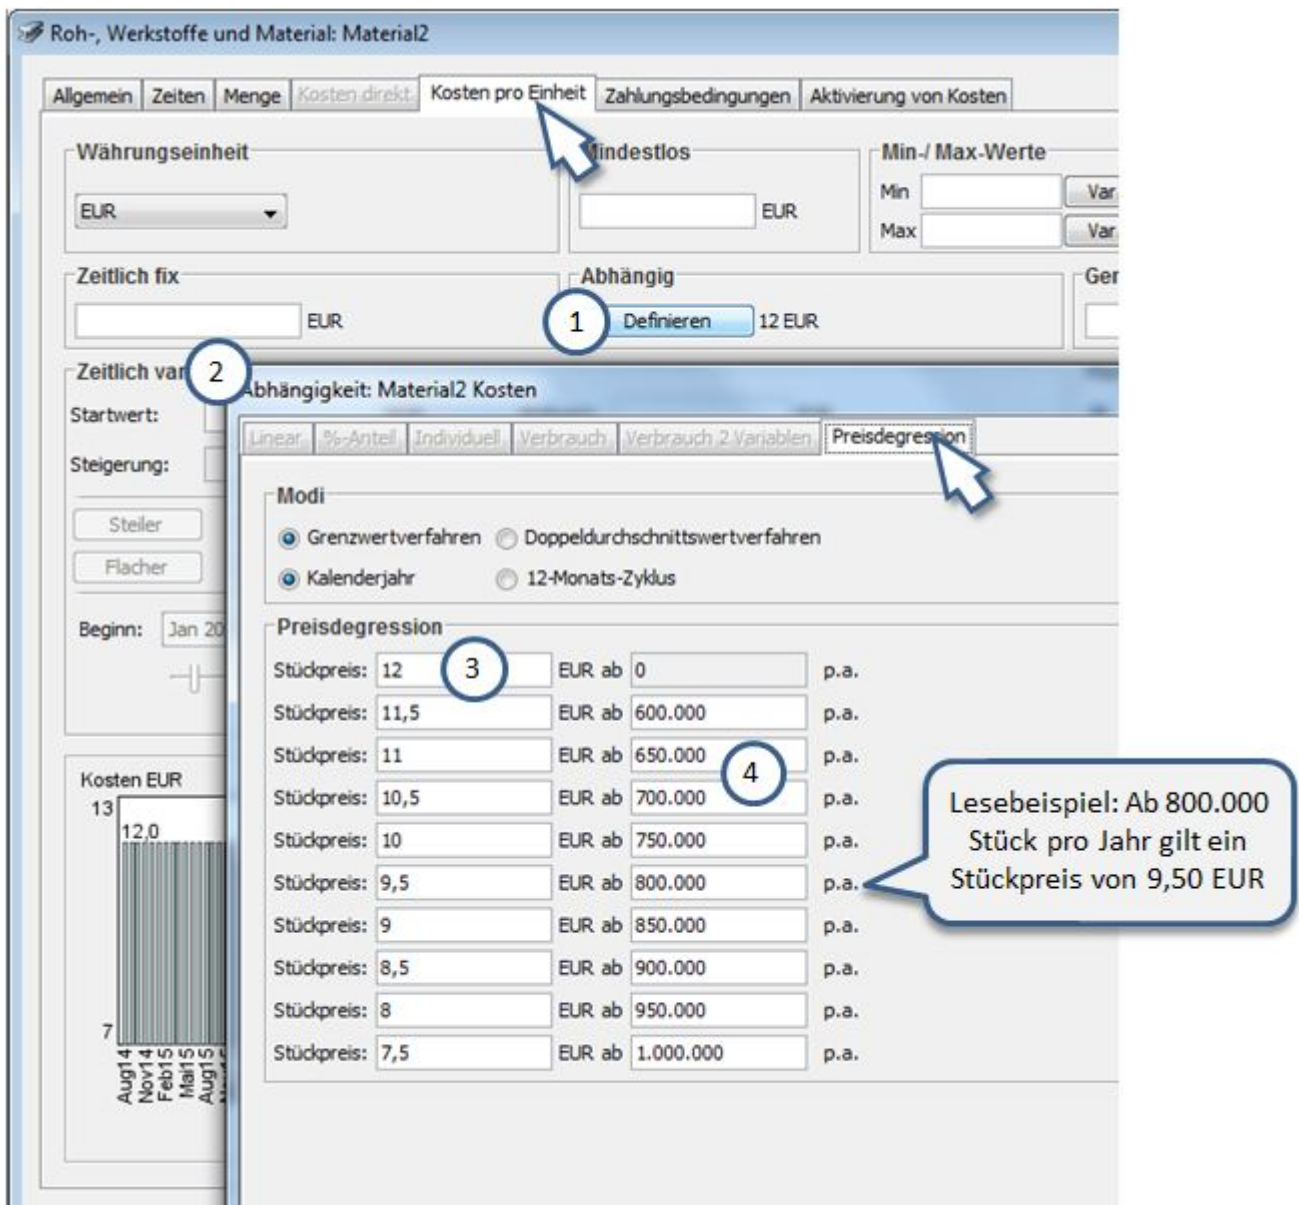 Roh-, Werkstoffe und Material: Material2
Allgemein Zeiten Menge Kosten direkt Kosten pro Einheit Zahlungsbedingungen Aktivierung von Kosten
Währungseinheit
EUR
Mindestlos
EUR
Min-/ Max-Werte
Min Var
Max Var
Zeitlich fix
EUR
Abhängig
1 Definieren 12 EUR
Ger
Zeitlich var
2
Startwert:
Steigerung:
Steiler
Flacher
Beginn: Jan 20
Abhängigkeit: Material2 Kosten
Linear %-Anteil Individuell Verbrauch Verbrauch 2 Variablen Preisdegression
Modi
Grenzwertverfahren Doppeldurchschnittswertverfahren
Kalenderjahr 12-Monats-Zyklus
Preisdegression
Stückpreis: 12 3 EUR ab 0 p.a.
Stückpreis: 11,5 EUR ab 600.000 p.a.
Stückpreis: 11 EUR ab 650.000 p.a.
4
Stückpreis: 10,5 EUR ab 700.000 p.a.
Stückpreis: 10 EUR ab 750.000 p.a.
Stückpreis: 9,5 EUR ab 800.000 p.a.
Stückpreis: 9 EUR ab 850.000 p.a.
Stückpreis: 8,5 EUR ab 900.000 p.a.
Stückpreis: 8 EUR ab 950.000 p.a.
Stückpreis: 7,5 EUR ab 1.000.000 p.a.
Lesebeispiel: Ab 800.000
Stück pro Jahr gilt ein
Stückpreis von 9,50 EUR
Kosten EUR
13
12,0
7
Aug14
Nov14
Feb15
Mai15
Aug15